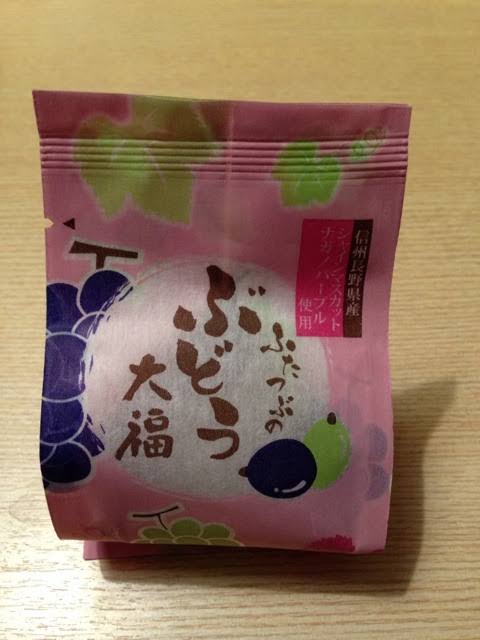 信州長野県産
シャインマスカット
ナガノパープル
使用
ふたつぶの
ぶどう
大福